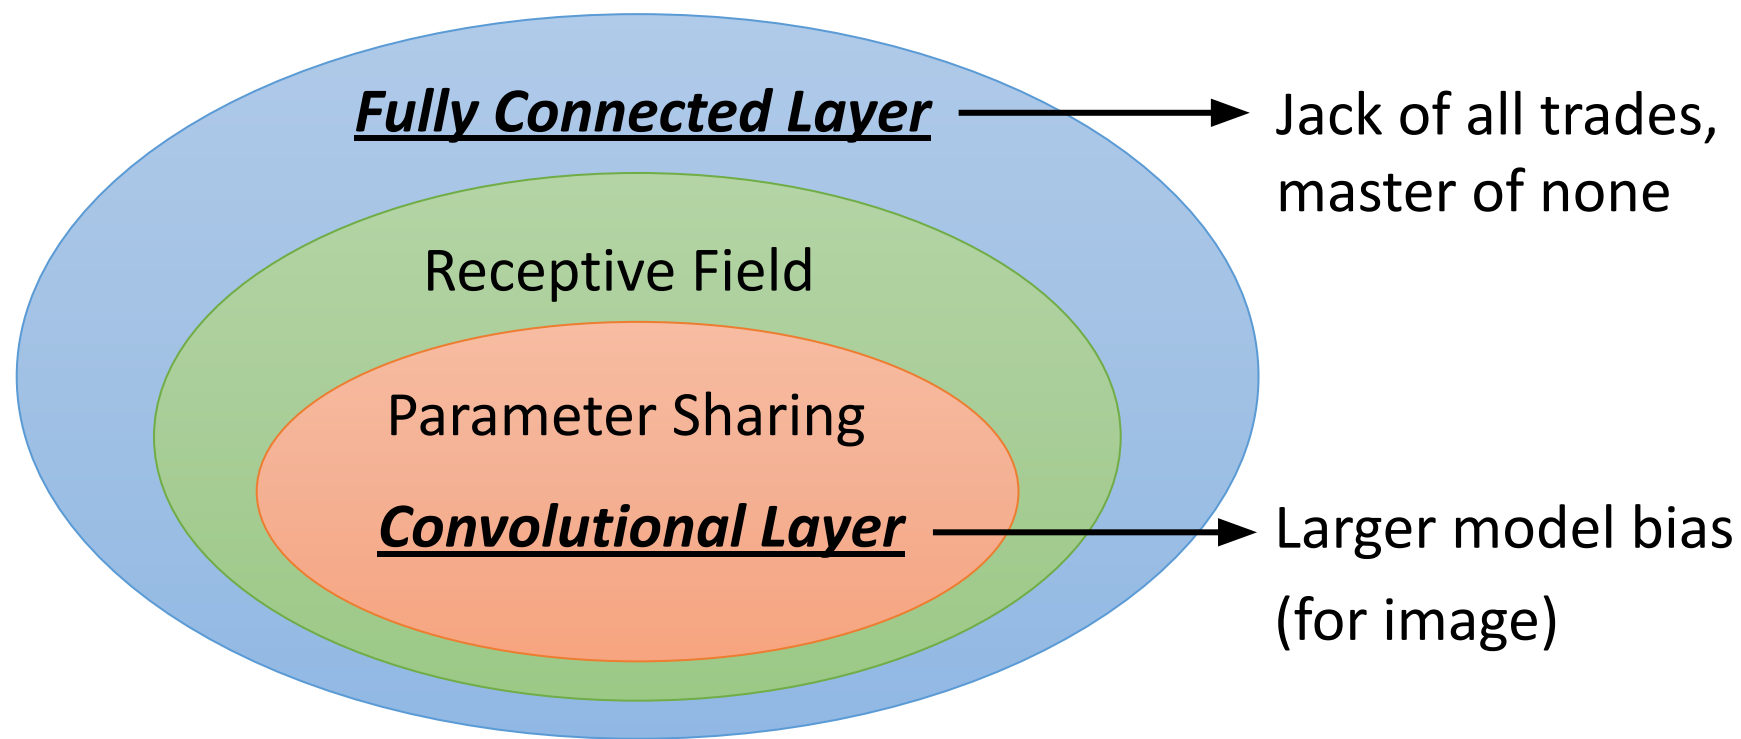 Fully Connected Layer
Jack of all trades,
master of none
Receptive Field
Parameter Sharing
Convolutional Layer
Larger model bias
(for image)